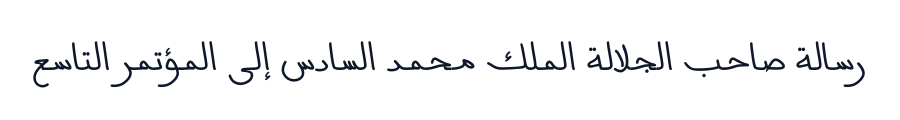 رسالة صاحب الجلالة الملك محمد السادس إلى المؤتمر التاسع